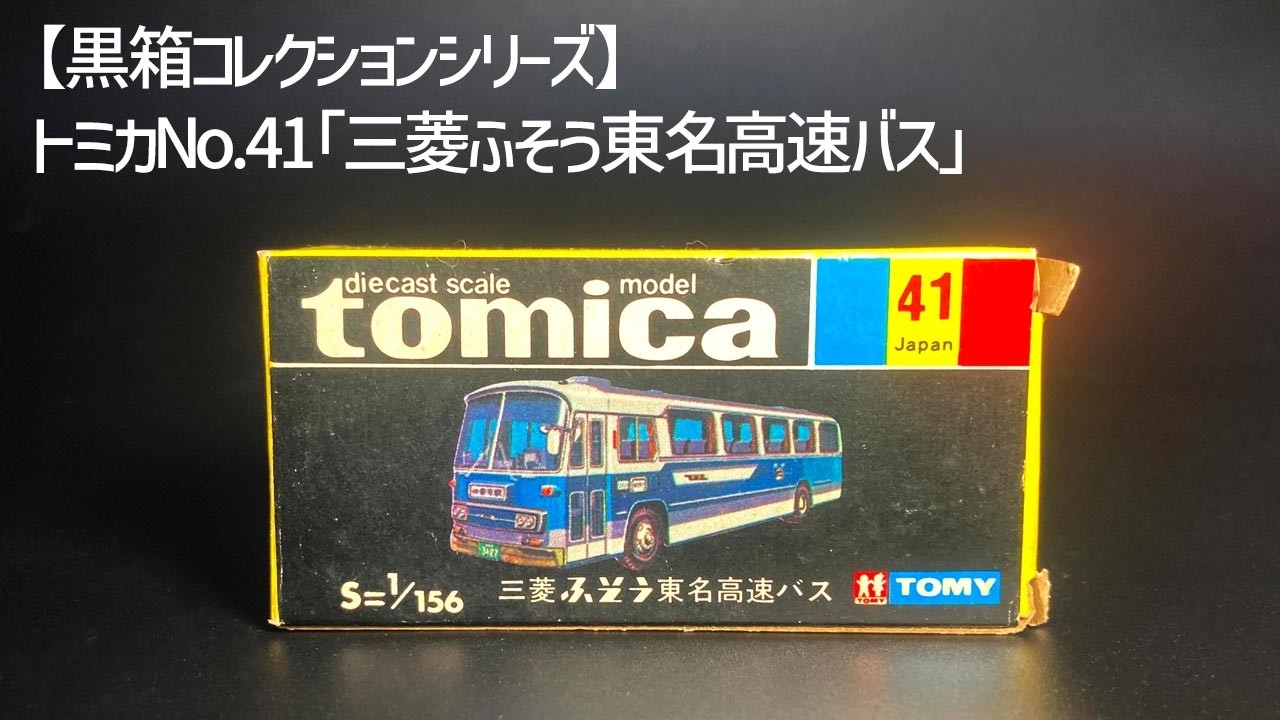 【黒箱コレクションシリーズ】
トミカNo.41「三菱ふそう東名高速バス」
diecast scale model
tomica
41
Japan
S=1/156
三菱ふそう東名高速バス
TOMY
TOMY